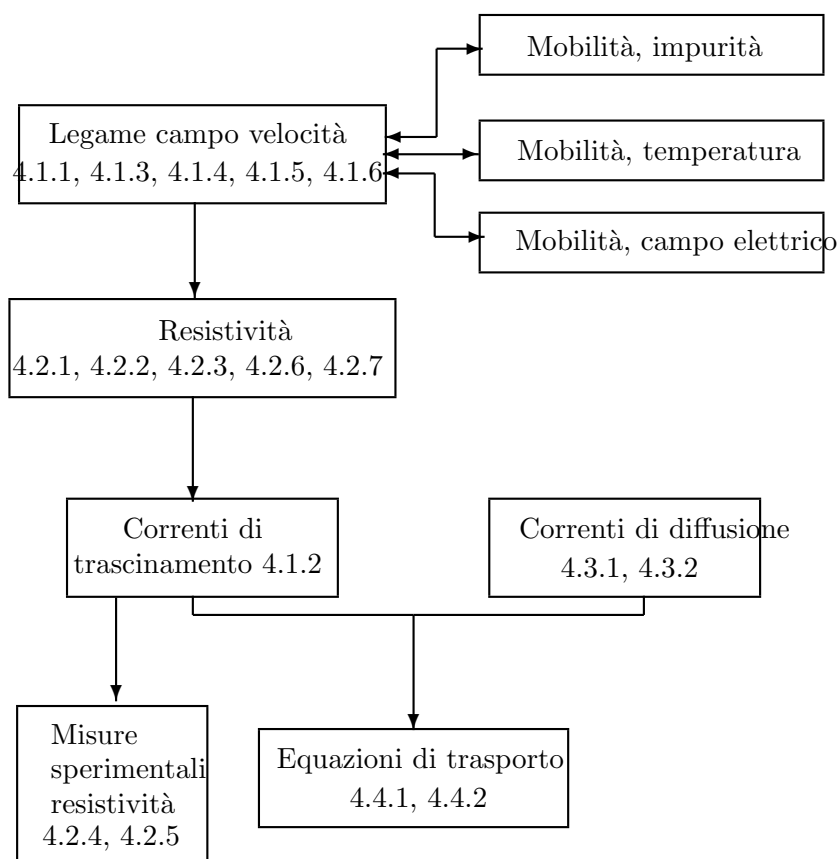 Mobilità, impurità
Legame campo velocità
4.1.1, 4.1.3, 4.1.4, 4.1.5, 4.1.6
Mobilità, temperatura
Mobilità, campo elettrico
Resistività
4.2.1, 4.2.2, 4.2.3, 4.2.6, 4.2.7
Correnti di
trascinamento 4.1.2
Correnti di diffusione
4.3.1, 4.3.2
Misure
sperimentali
resistività
4.2.4, 4.2.5
Equazioni di trasporto
4.4.1, 4.4.2